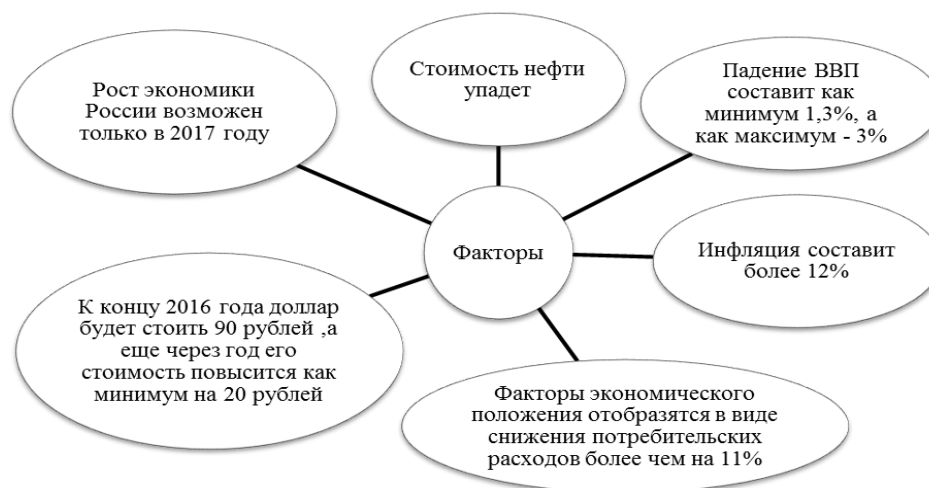 Рост экономики
России возможен
только в 2017 году
Стоимость нефти
упадет
Падение ВВП
составит как
минимум 1,3%, а
как максимум - 3%
Факторы
Инфляция составит
более 12%
К концу 2016 года доллар
будет стоить 90 рублей ,а
еще через год его
стоимость повысится как
минимум на 20 рублей
Факторы экономического
положения отобразятся в виде
снижения потребительских
расходов более чем на 11%